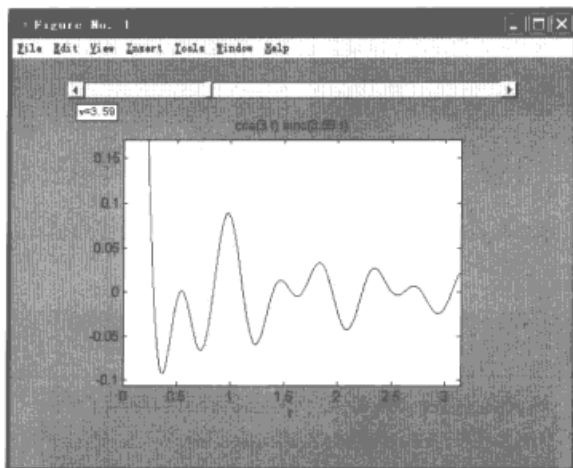 Figure No. 1
File Edit View Insert Tools Window Help
v=3.59
cos(3 t) sinc(3.59 t)
0.15
0.1
0.05
0
-0.05
-0.1
0 0.5 1 1.5 2 2.5 3
t